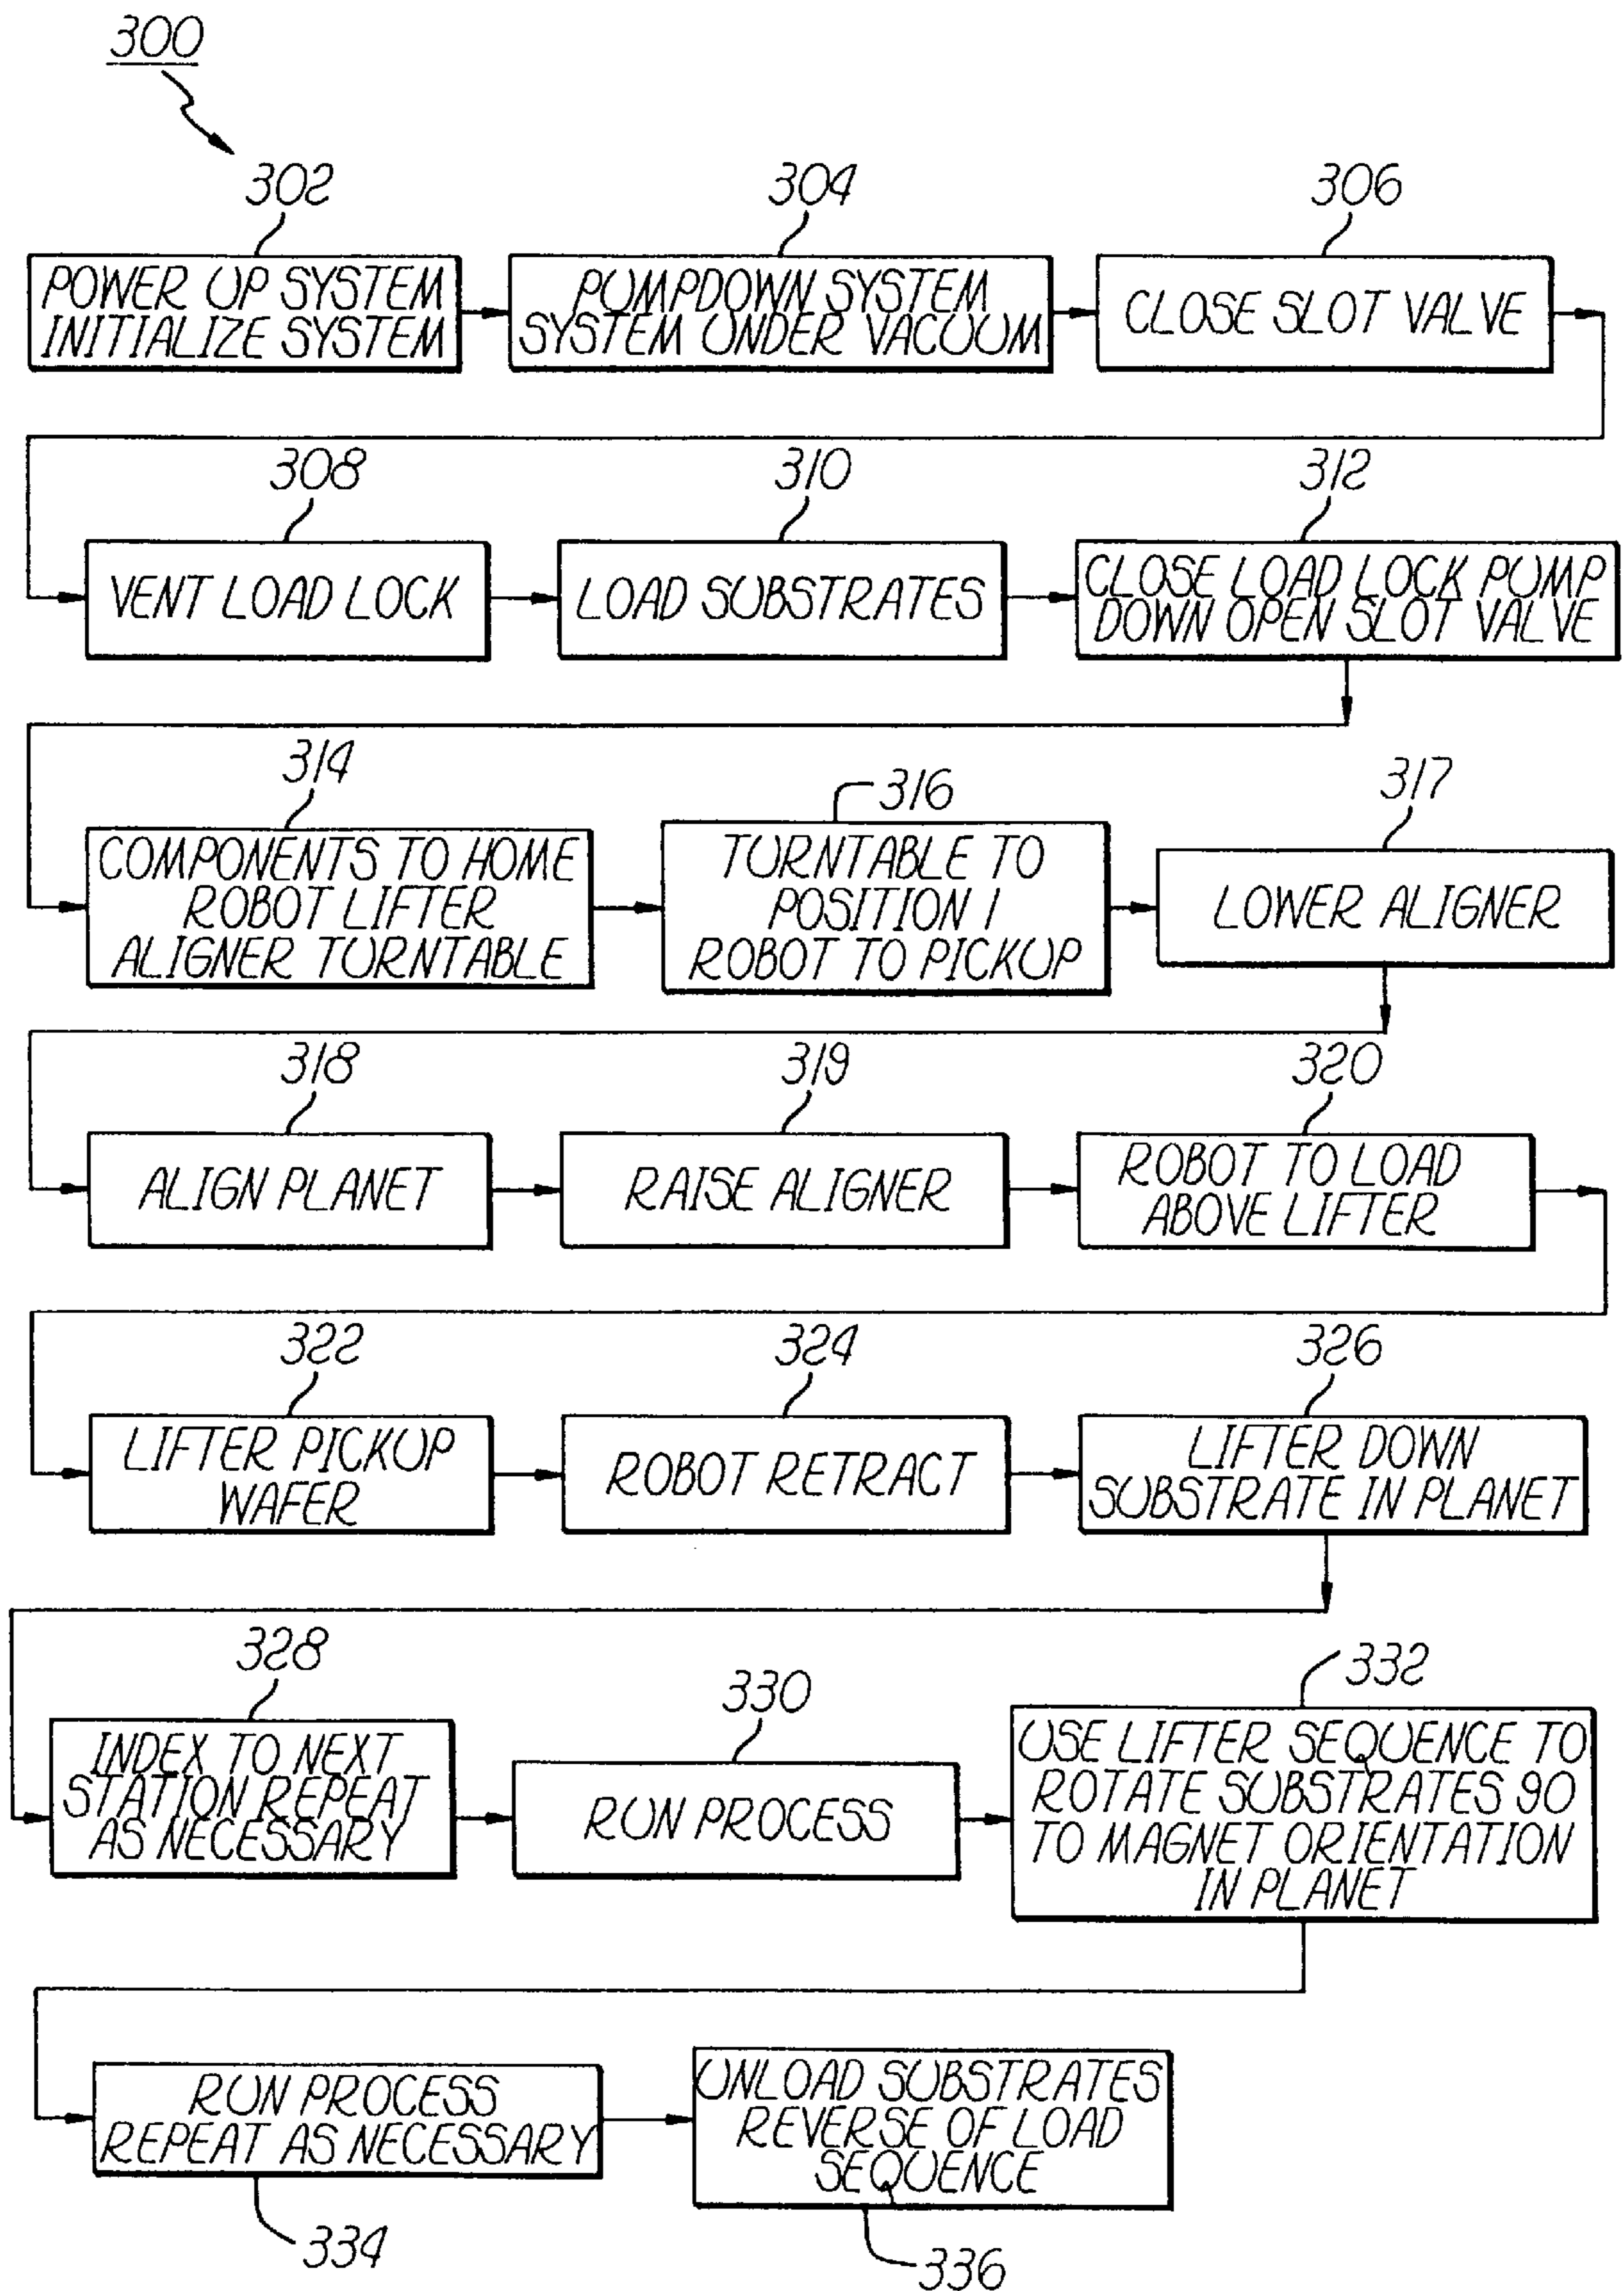 300
302
304
306
POWER UP SYSTEM
INITIALIZE SYSTEM
PUMPDOWN SYSTEM
SYSTEM UNDER VACUUM
CLOSE SLOT VALVE
308
310
312
VENT LOAD LOCK
LOAD SUBSTRATES
CLOSE LOAD LOCK PUMP
DOWN OPEN SLOT VALVE
314
316
317
COMPONENTS TO HOME
ROBOT LIFTER
ALIGNER TURNTABLE
TURNTABLE TO
POSITION 1
ROBOT TO PICKUP
LOWER ALIGNER
318
319
320
ALIGN PLANET
RAISE ALIGNER
ROBOT TO LOAD
ABOVE LIFTER
322
324
326
LIFTER PICKUP
WAFER
ROBOT RETRACT
LIFTER DOWN
SUBSTRATE IN PLANET
328
330
332
INDEX TO NEXT
STATION REPEAT
AS NECESSARY
RUN PROCESS
USE LIFTER SEQUENCE TO
ROTATE SUBSTRATES 90
TO MAGNET ORIENTATION
IN PLANET
RUN PROCESS
REPEAT AS NECESSARY
UNLOAD SUBSTRATES
REVERSE OF LOAD
SEQUENCE
334
336